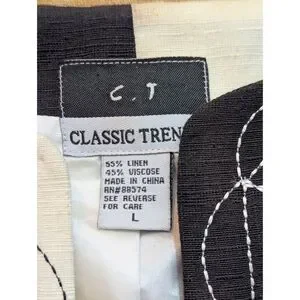 C.T
CLASSIC TREN
55% LINEN
45% VISCOSE
MADE IN CHINA
RN#88574
SEE REVERSE
FOR CARE
L